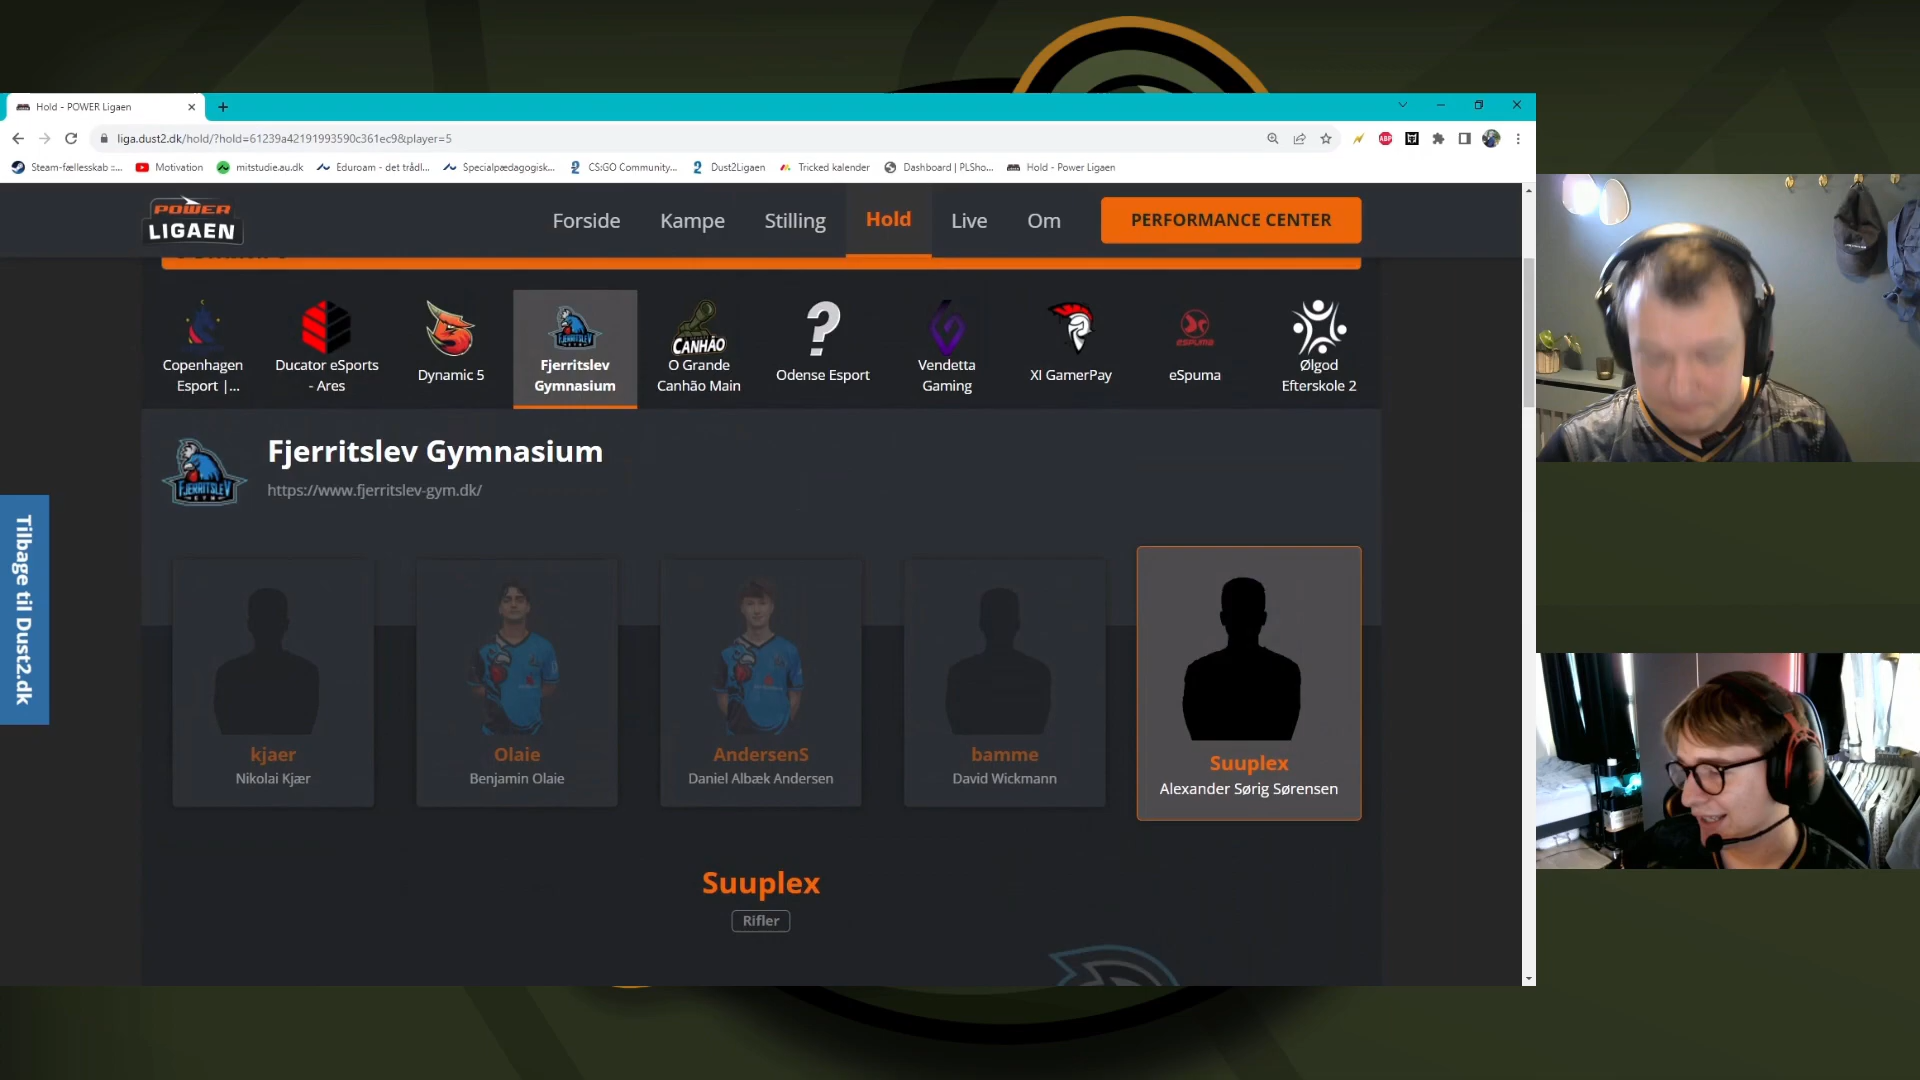 Hold - POWER Ligaen
liga.dust2.dk/hold/?hold=61239a42191993590c361ec9&player=5
Steam-fællesskab ::...
Motivation
mitstudie.au.dk
Eduroam - det trådl...
Specialpædagogisk...
CS:GO Community...
Dust2Ligaen
Tricked kalender
Dashboard | PLSho...
Hold - Power Ligaen
POWER
LIGAEN
Forside
Kampe
Stilling
Hold
Live
Om
PERFORMANCE CENTER
Copenhagen
Esport |...
Ducator eSports
- Ares
Dynamic 5
Fjerritslev
Gymnasium
CANHÃO
O Grande
Canhão Main
Odense Esport
Vendetta
Gaming
XI GamerPay
ESPUMA
eSpuma
Ølgod
Efterskole 2
FJERRITSLEV
GYM
Fjerritslev Gymnasium
https://www.fjerritslev-gym.dk/
Tilbage til Dust2.dk
kjaer
Nikolai Kjær
Olaie
Benjamin Olaie
AndersenS
Daniel Albæk Andersen
bamme
David Wickmann
Suuplex
Alexander Sørig Sørensen
Suuplex
Rifler
ABP